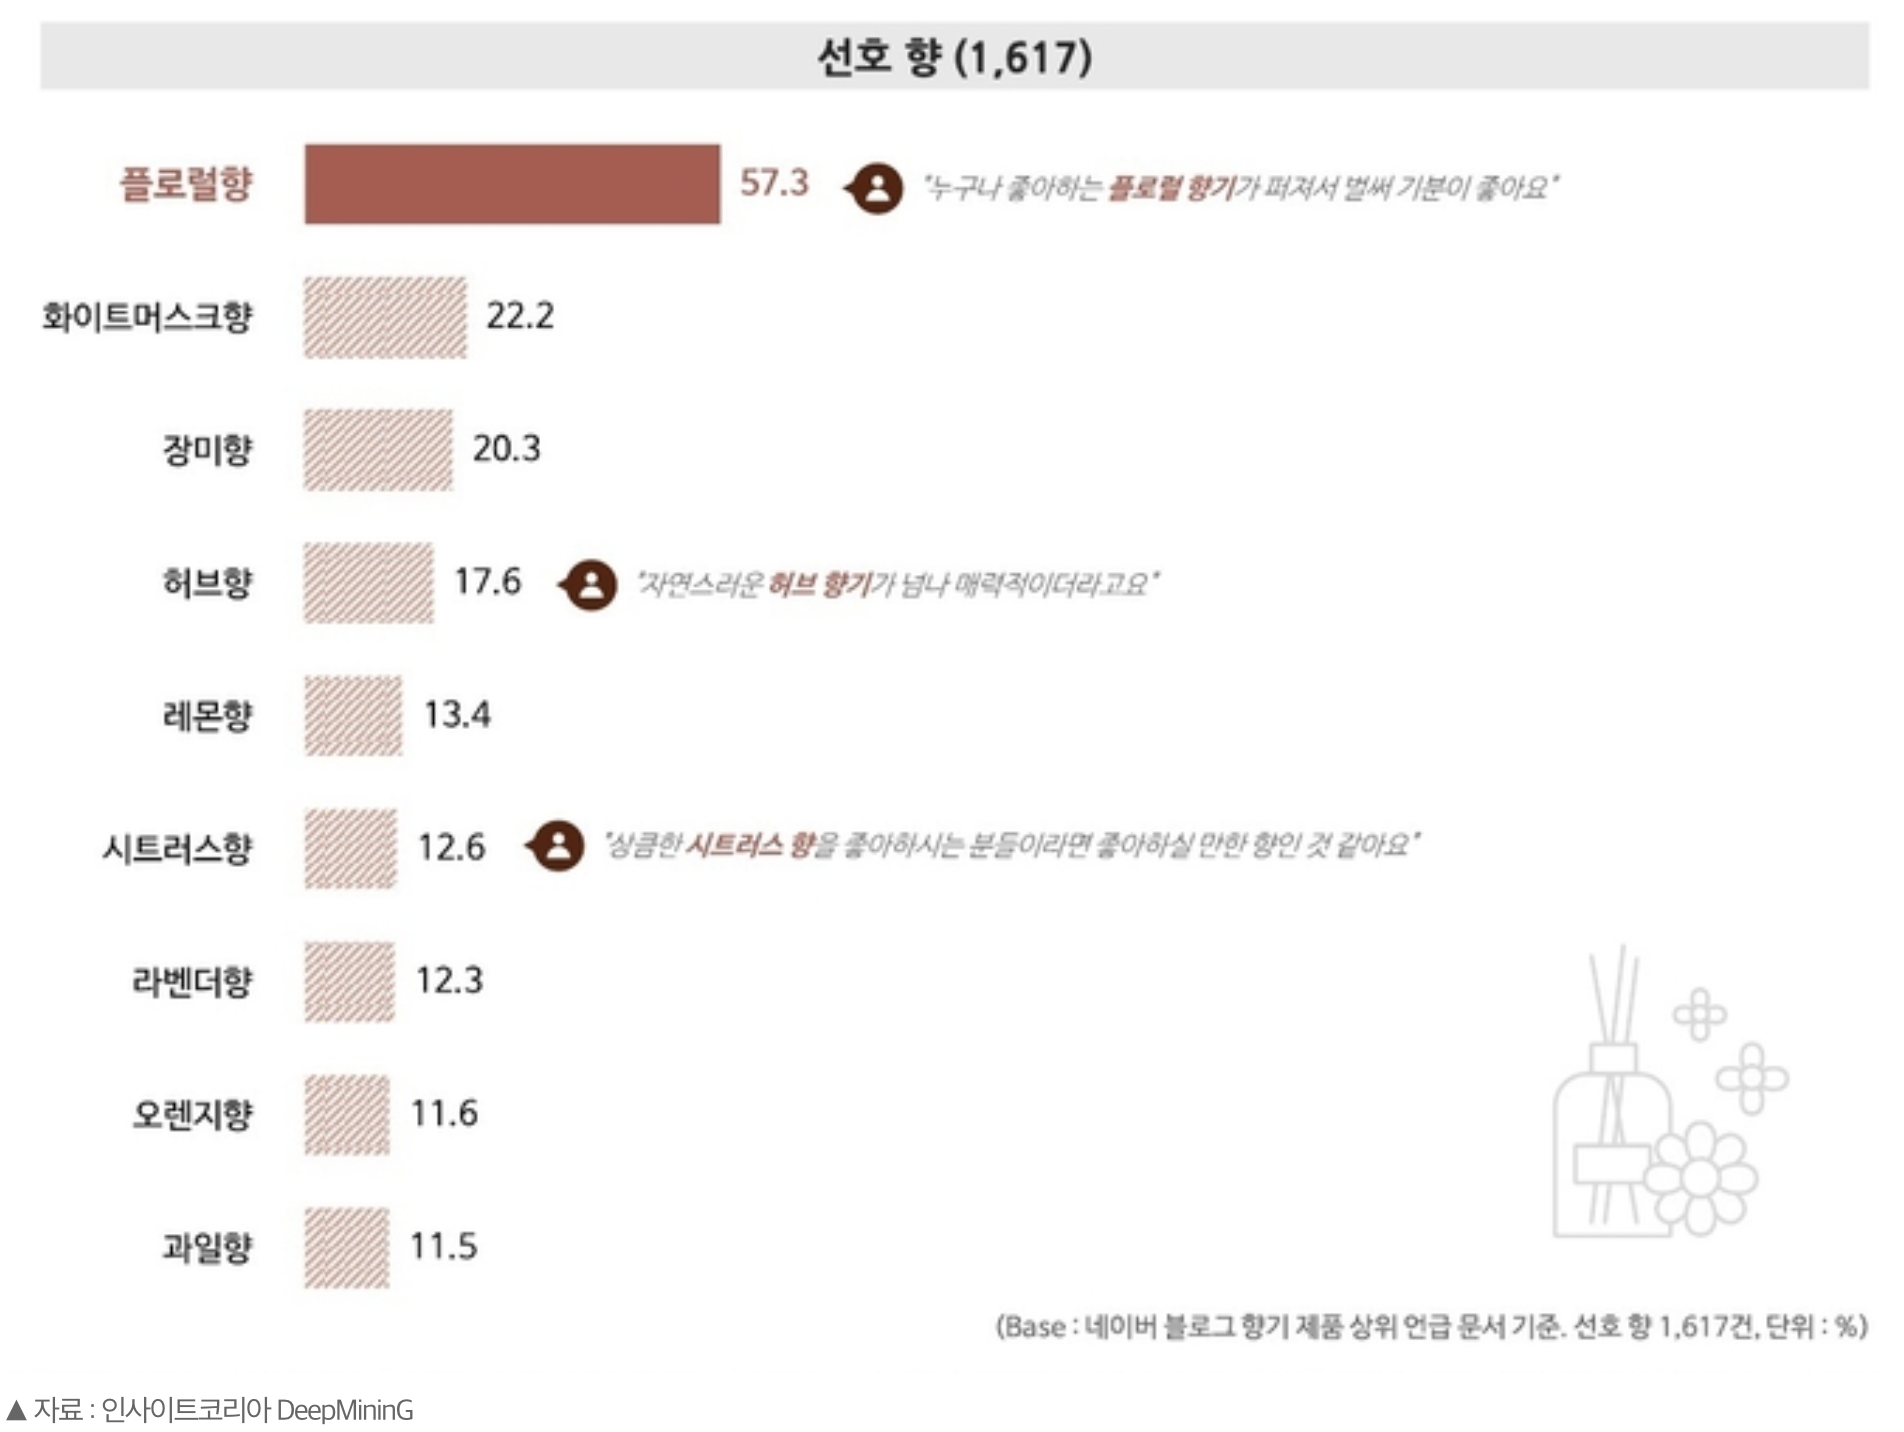 선호 향 (1,617)
플로럴향 57.3 "누구나 좋아하는 플로럴 향기가 퍼져서 벌써 기분이 좋아요"
화이트머스크향 22.2
장미향 20.3
허브향 17.6 "자연스러운 허브 향기가 넘나 매력적이더라고요"
레몬향 13.4
시트러스향 12.6 "상큼한 시트러스 향을 좋아하시는 분들이라면 좋아하실 만한 향인 것 같아요"
라벤더향 12.3
오렌지향 11.6
과일향 11.5
(Base : 네이버 블로그 향기 제품 상위 언급 문서 기준. 선호 향 1,617건, 단위 : %)
▲ 자료 : 인사이트코리아 DeepMininG